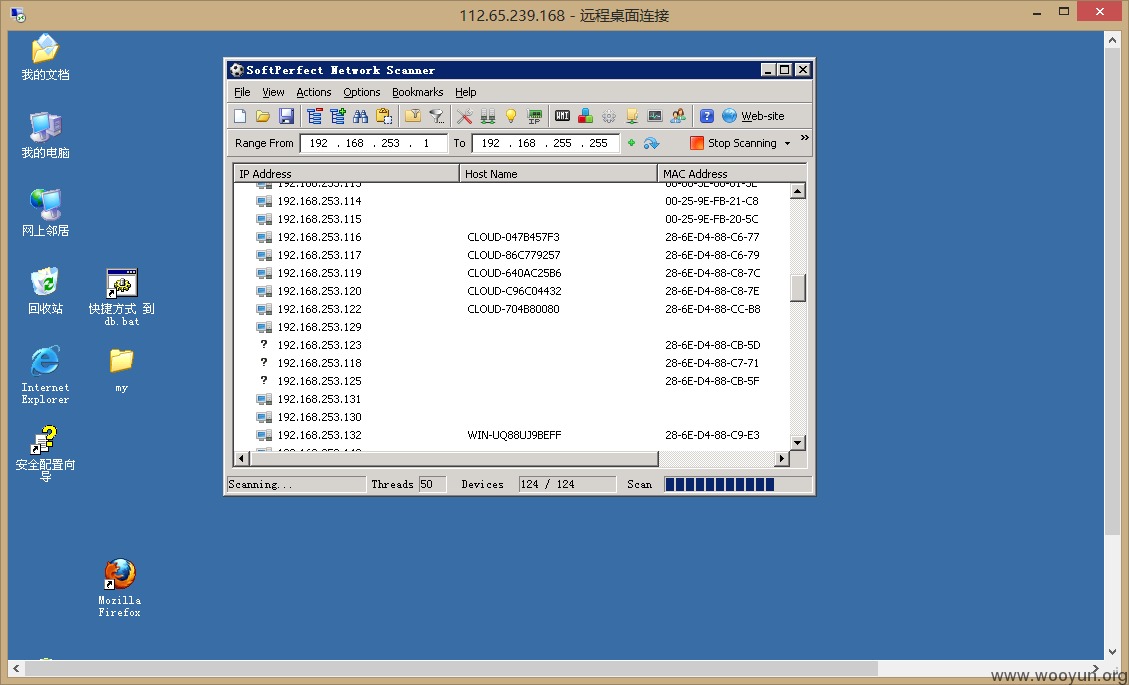 112.65.239.168 - 远程桌面连接
我的文档
我的电脑
网上邻居
回收站
快捷方式 到
db.bat
Internet
Explorer
my
安全配置向
导
Mozilla
Firefox
SoftPerfect Network Scanner
File View Actions Options Bookmarks Help
WMI IP Web-site
Range From 192 . 168 . 253 . 1 To 192 . 168 . 255 . 255 Stop Scanning
IP Address Host Name MAC Address
192.168.253.113
192.168.253.114 00-25-9E-FB-21-C8
192.168.253.115 00-25-9E-FB-20-5C
192.168.253.116 CLOUD-047B457F3 28-6E-D4-88-C6-77
192.168.253.117 CLOUD-86C779257 28-6E-D4-88-C6-79
192.168.253.119 CLOUD-640AC25B6 28-6E-D4-88-C8-7C
192.168.253.120 CLOUD-C96C04432 28-6E-D4-88-C8-7E
192.168.253.122 CLOUD-704B80080 28-6E-D4-88-CC-B8
192.168.253.129
? 192.168.253.123 28-6E-D4-88-CB-5D
? 192.168.253.118 28-6E-D4-88-C7-71
? 192.168.253.125 28-6E-D4-88-CB-5F
192.168.253.131
192.168.253.130
192.168.253.132 WIN-UQ88UJ9BEFF 28-6E-D4-88-C9-E3
Scanning... Threads 50 Devices 124 / 124 Scan
www.wooyun.org